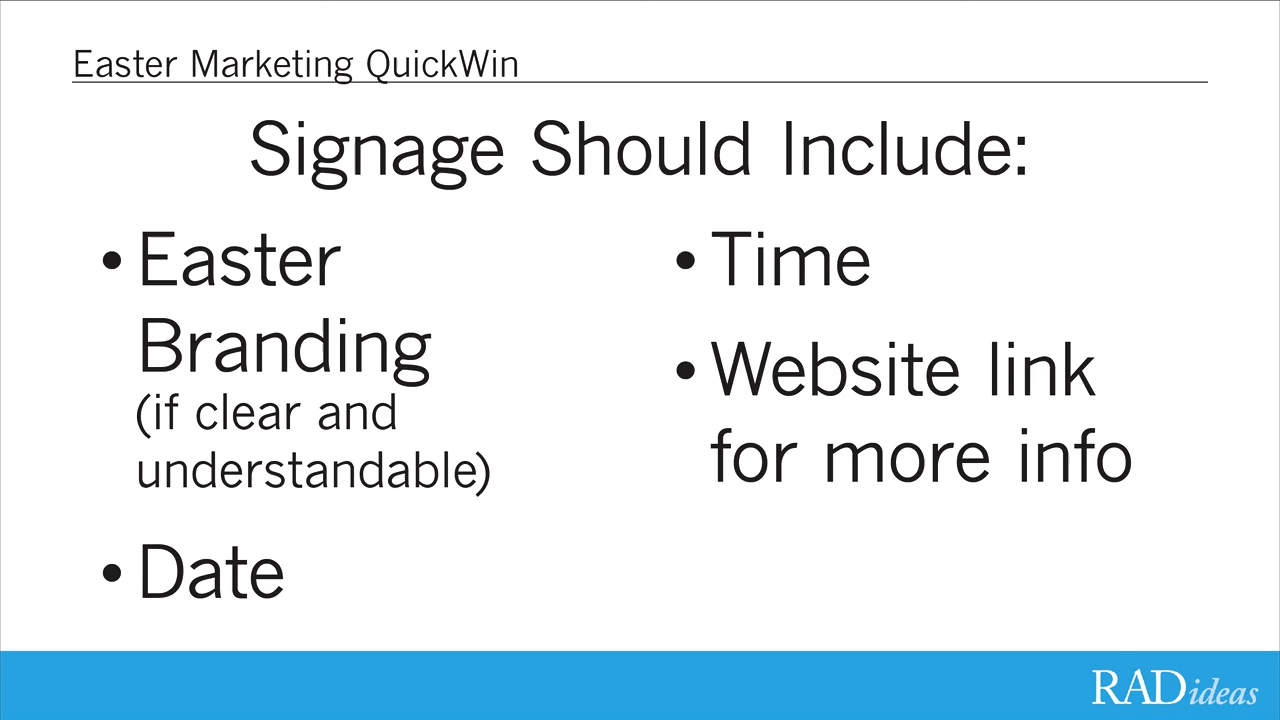 Easter Marketing QuickWin
Signage Should Include:
• Easter
Branding
(if clear and
understandable)
• Date
• Time
• Website link
for more info
RADideas